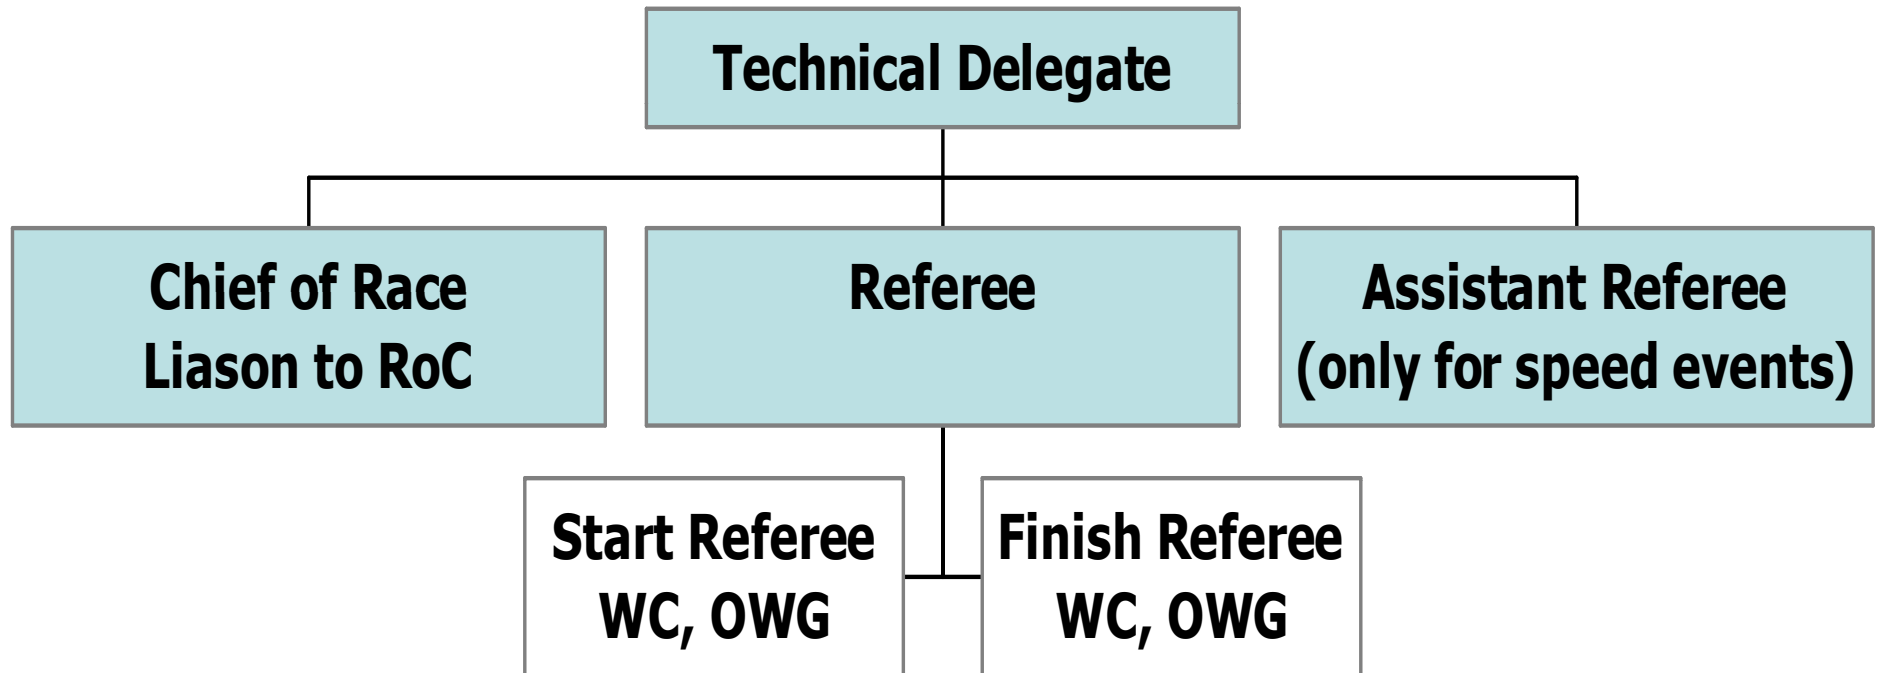 Technical Delegate
Chief of Race
Liason to RoC
Referee
Assistant Referee
(only for speed events)
Start Referee
WC, OWG
Finish Referee
WC, OWG